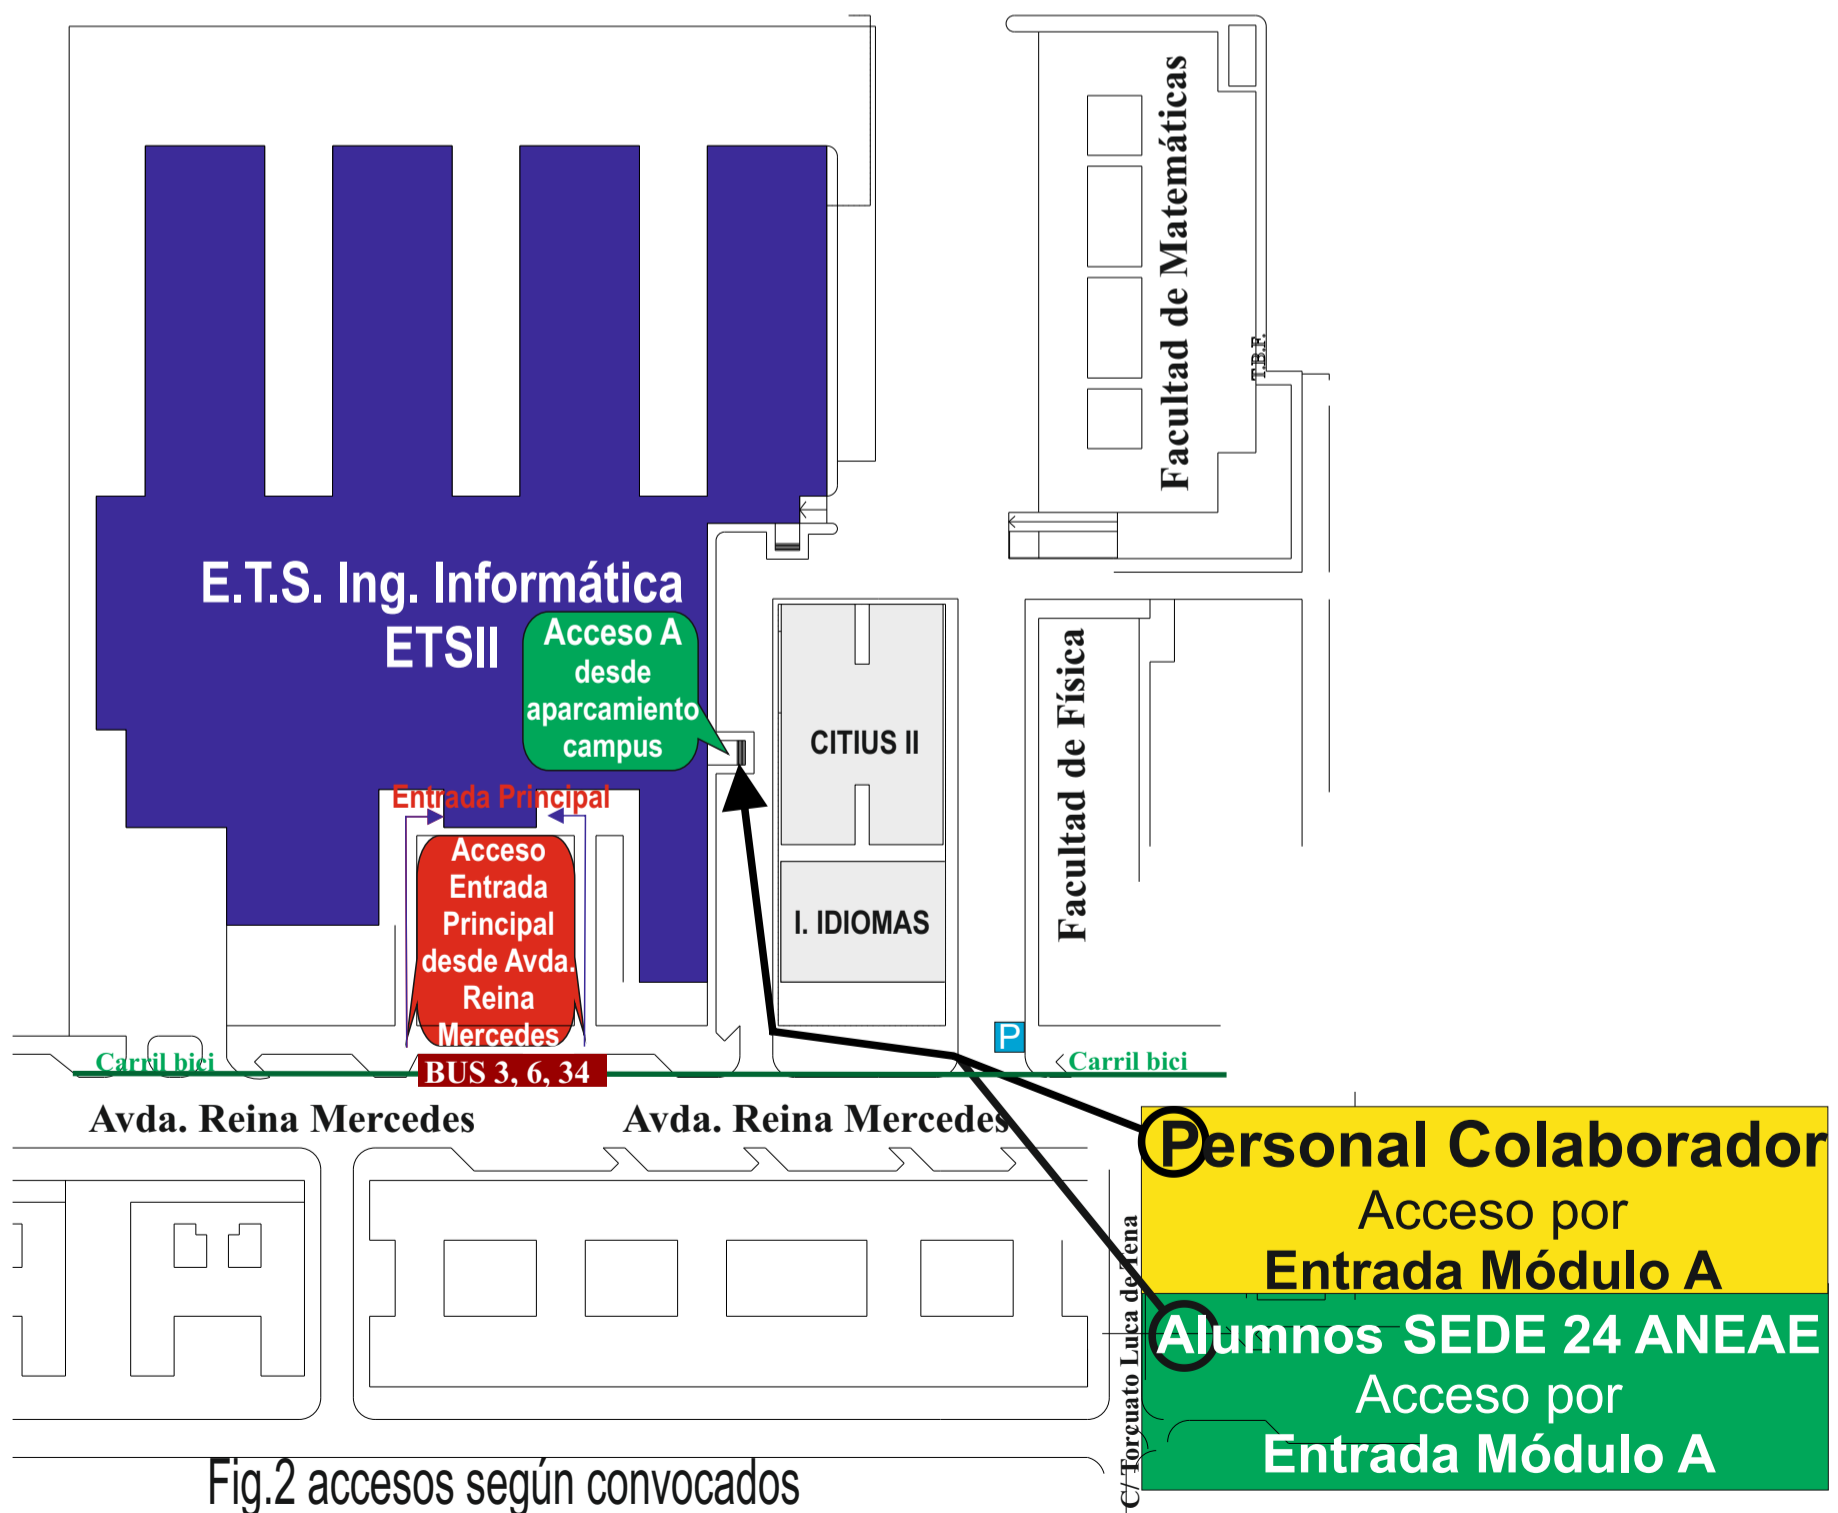 Facultad de Matemáticas
T.B.F.
E.T.S. Ing. Informática
ETSII
Acceso A
desde
aparcamiento
campus
CITIUS II
Facultad de Física
Entrada Principal
Acceso
Entrada
Principal
desde Avda.
Reina
Mercedes
I. IDIOMAS
P
Carril bici
BUS 3, 6, 34
Carril bici
Avda. Reina Mercedes
Avda. Reina Mercedes
Personal Colaborador
Acceso por
Entrada Módulo A
C/ Torcuato Luca de Tena
Alumnos SEDE 24 ANEAE
Acceso por
Entrada Módulo A
Fig.2 accesos según convocados